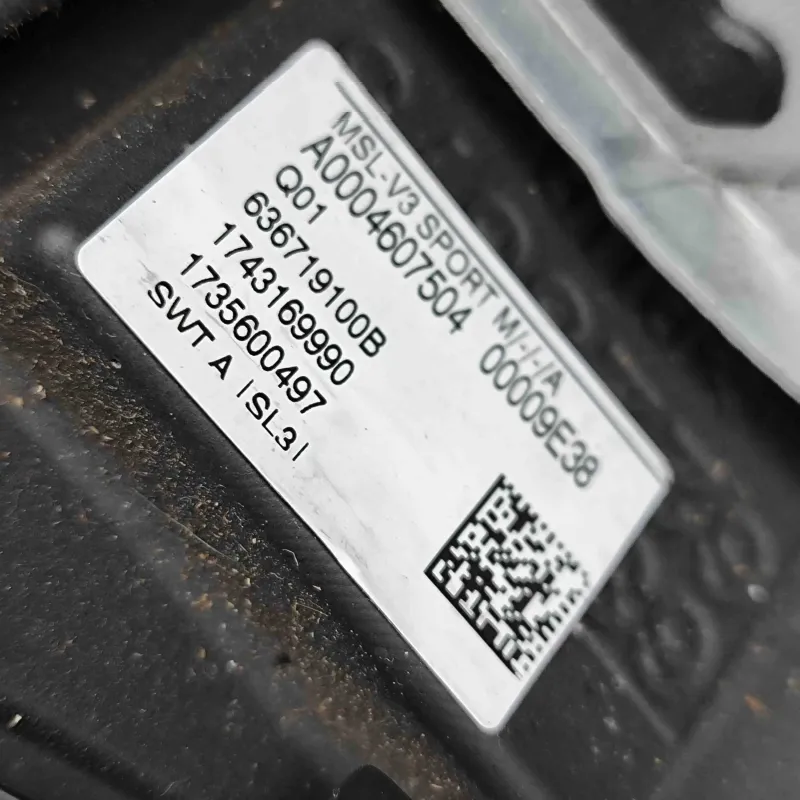 MSL-V3 SPORT M/-/-/A
A0004607504 00009E38
Q01
636719100B
1743169990
1735600497
SWT A |SL3|